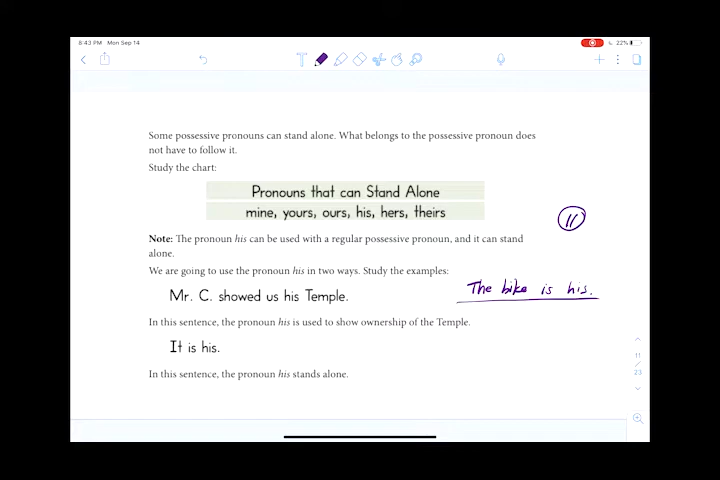 8:43 PM Mon Sep 14
22%
T
Some possessive pronouns can stand alone. What belongs to the possessive pronoun does
not have to follow it.
Study the chart:
Pronouns that can Stand Alone
mine, yours, ours, his, hers, theirs
11
Note: The pronoun his can be used with a regular possessive pronoun, and it can stand
alone.
We are going to use the pronoun his in two ways. Study the examples:
The bike is his.
Mr. C. showed us his Temple.
In this sentence, the pronoun his is used to show ownership of the Temple.
It is his.
In this sentence, the pronoun his stands alone.
11
/
23